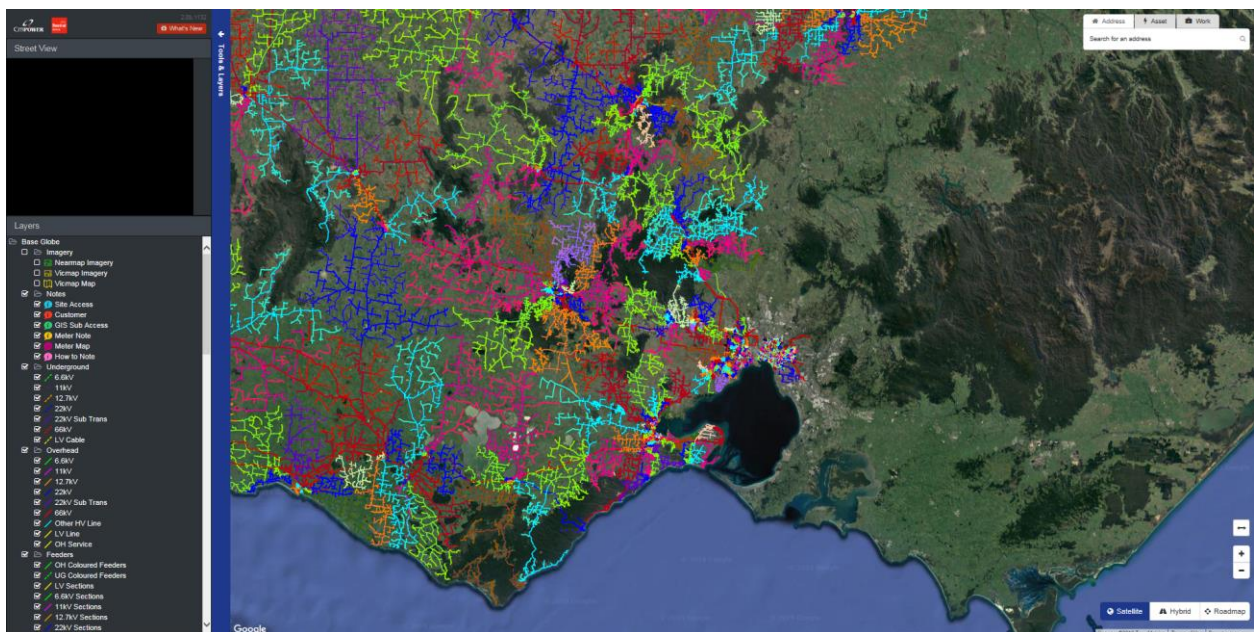 CITIPOWER
What's New
Street View
Layers
Base Globe
Imagery
Nearmap Imagery
Vicmap Imagery
Vicmap Map
Notes
Site Access
Customer
GIS Sub Access
Meter Note
Meter Map
How to Note
Underground
6.6kV
11kV
12.7kV
22kV
22kV Sub Trans
66kV
LV Cable
Overhead
6.6kV
11kV
12.7kV
22kV
22kV Sub Trans
66kV
Other HV Line
LV Line
OH Service
Feeders
OH Coloured Feeders
UG Coloured Feeders
LV Sections
6.6kV Sections
11kV Sections
12.7kV Sections
22kV Sections
Tools & Layers
Address Asset Work
Search for an address
Satellite Hybrid Roadmap
Google